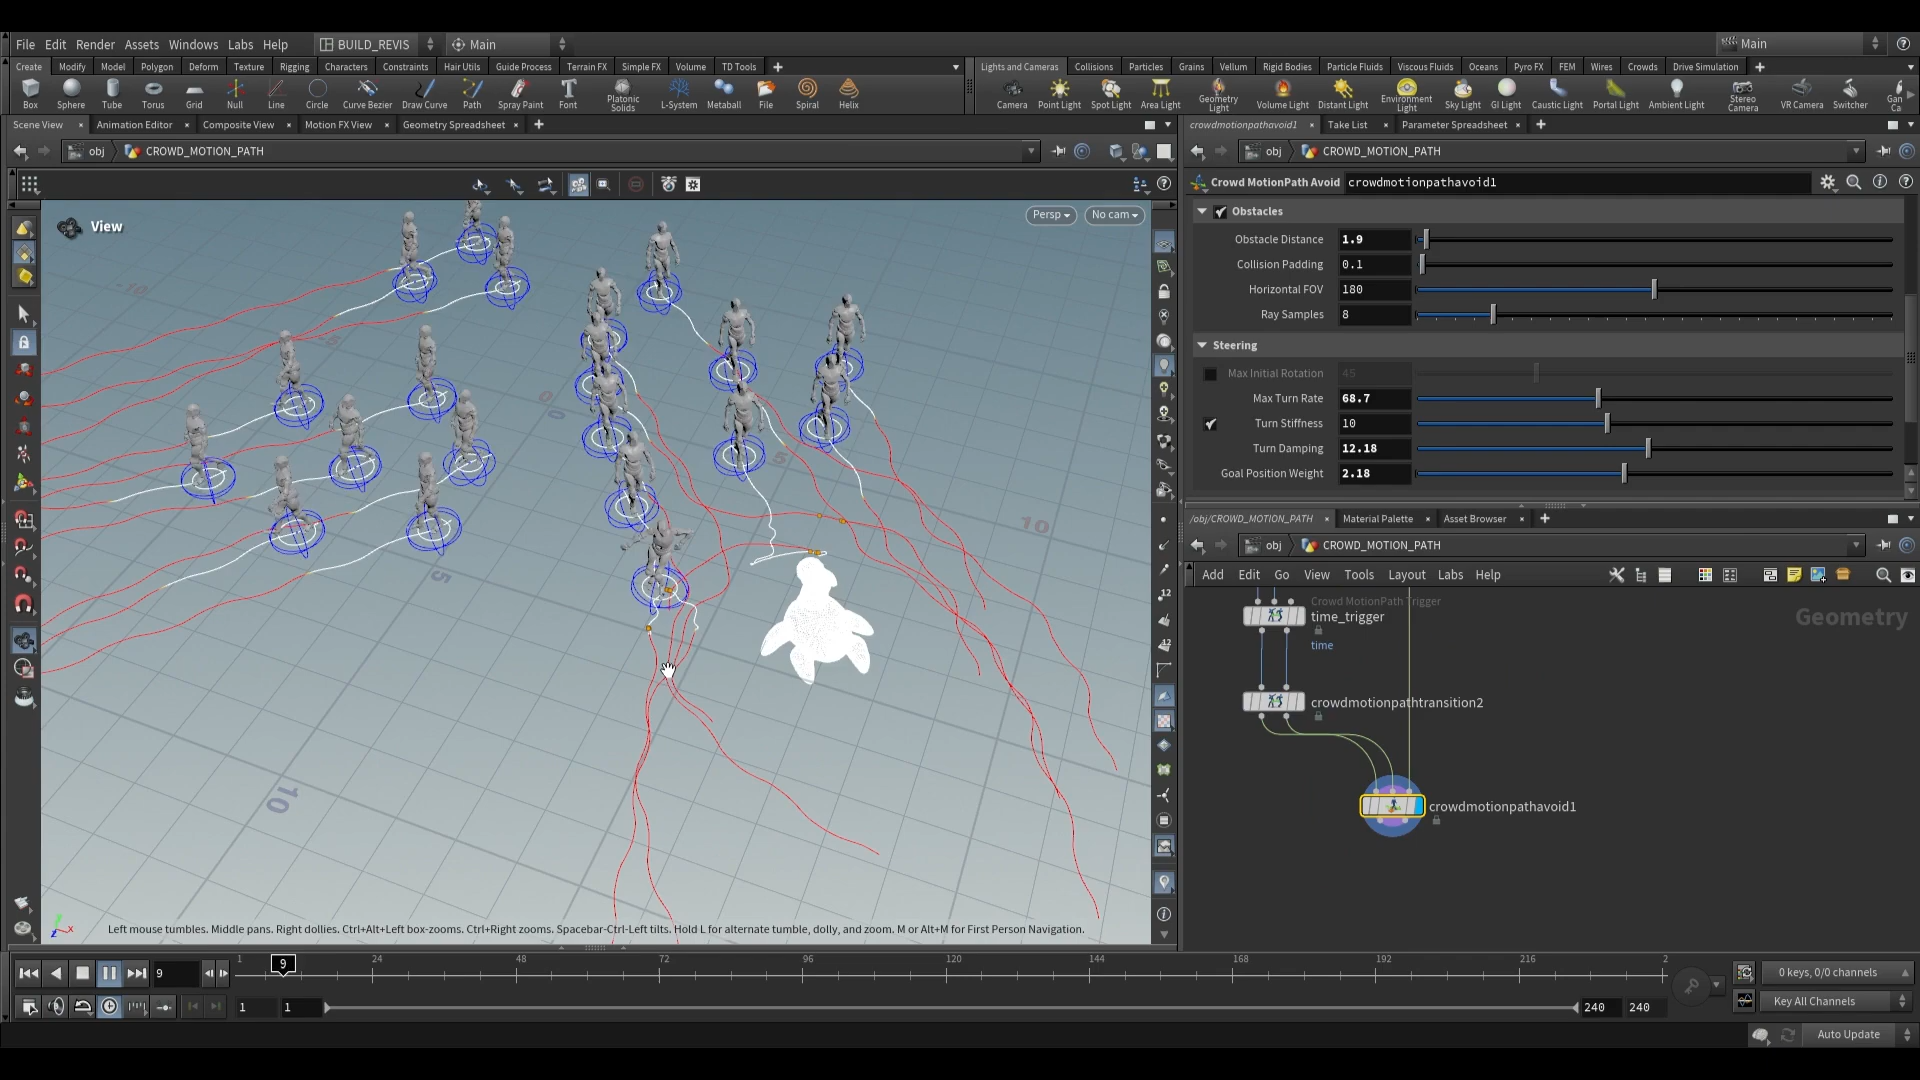 File Edit Render Assets Windows Labs Help BUILD_REVIS Main Main
Create Modify Model Polygon Deform Texture Rigging Characters Constraints Hair Utils Guide Process Terrain FX Simple FX Volume TD Tools
Lights and Cameras Collisions Particles Grains Vellum Rigid Bodies Particle Fluids Viscous Fluids Oceans Pyro FX FEM Wires Crowds Drive Simulation
Box Sphere Tube Torus Grid Null Line Circle Curve Bezier Draw Curve Path Spray Paint Font Platonic Solids L-System Metaball File Spiral Helix
Camera Point Light Spot Light Area Light Geometry Light Volume Light Distant Light Environment Light Sky Light GI Light Caustic Light Portal Light Ambient Light Stereo Camera VR Camera Switcher Gan Ca
Scene View Animation Editor Composite View Motion FX View Geometry Spreadsheet
crowdmotionpathavoid1 Take List Parameter Spreadsheet
obj CROWD_MOTION_PATH
obj CROWD_MOTION_PATH
Crowd MotionPath Avoid crowdmotionpathavoid1
View
Persp No cam
Obstacles
Obstacle Distance 1.9
Collision Padding 0.1
Horizontal FOV 180
Ray Samples 8
Steering
Max Initial Rotation 45
Max Turn Rate 68.7
Turn Stiffness 10
Turn Damping 12.18
Goal Position Weight 2.18
-10
0
0
5
10
5
10
/obj/CROWD_MOTION_PATH Material Palette Asset Browser
obj CROWD_MOTION_PATH
Add Edit Go View Tools Layout Labs Help
Crowd MotionPath Trigger
time_trigger
time
Geometry
crowdmotionpathtransition2
crowdmotionpathavoid1
Left mouse tumbles. Middle pans. Right dollies. Ctrl+Alt+Left box-zooms. Ctrl+Right zooms. Spacebar-Ctrl-Left tilts. Hold L for alternate tumble, dolly, and zoom. M or Alt+M for First Person Navigation.
9 1 9 24 48 72 96 120 144 168 192 216 2
0 keys, 0/0 channels
1 1 240 240
Key All Channels
Auto Update